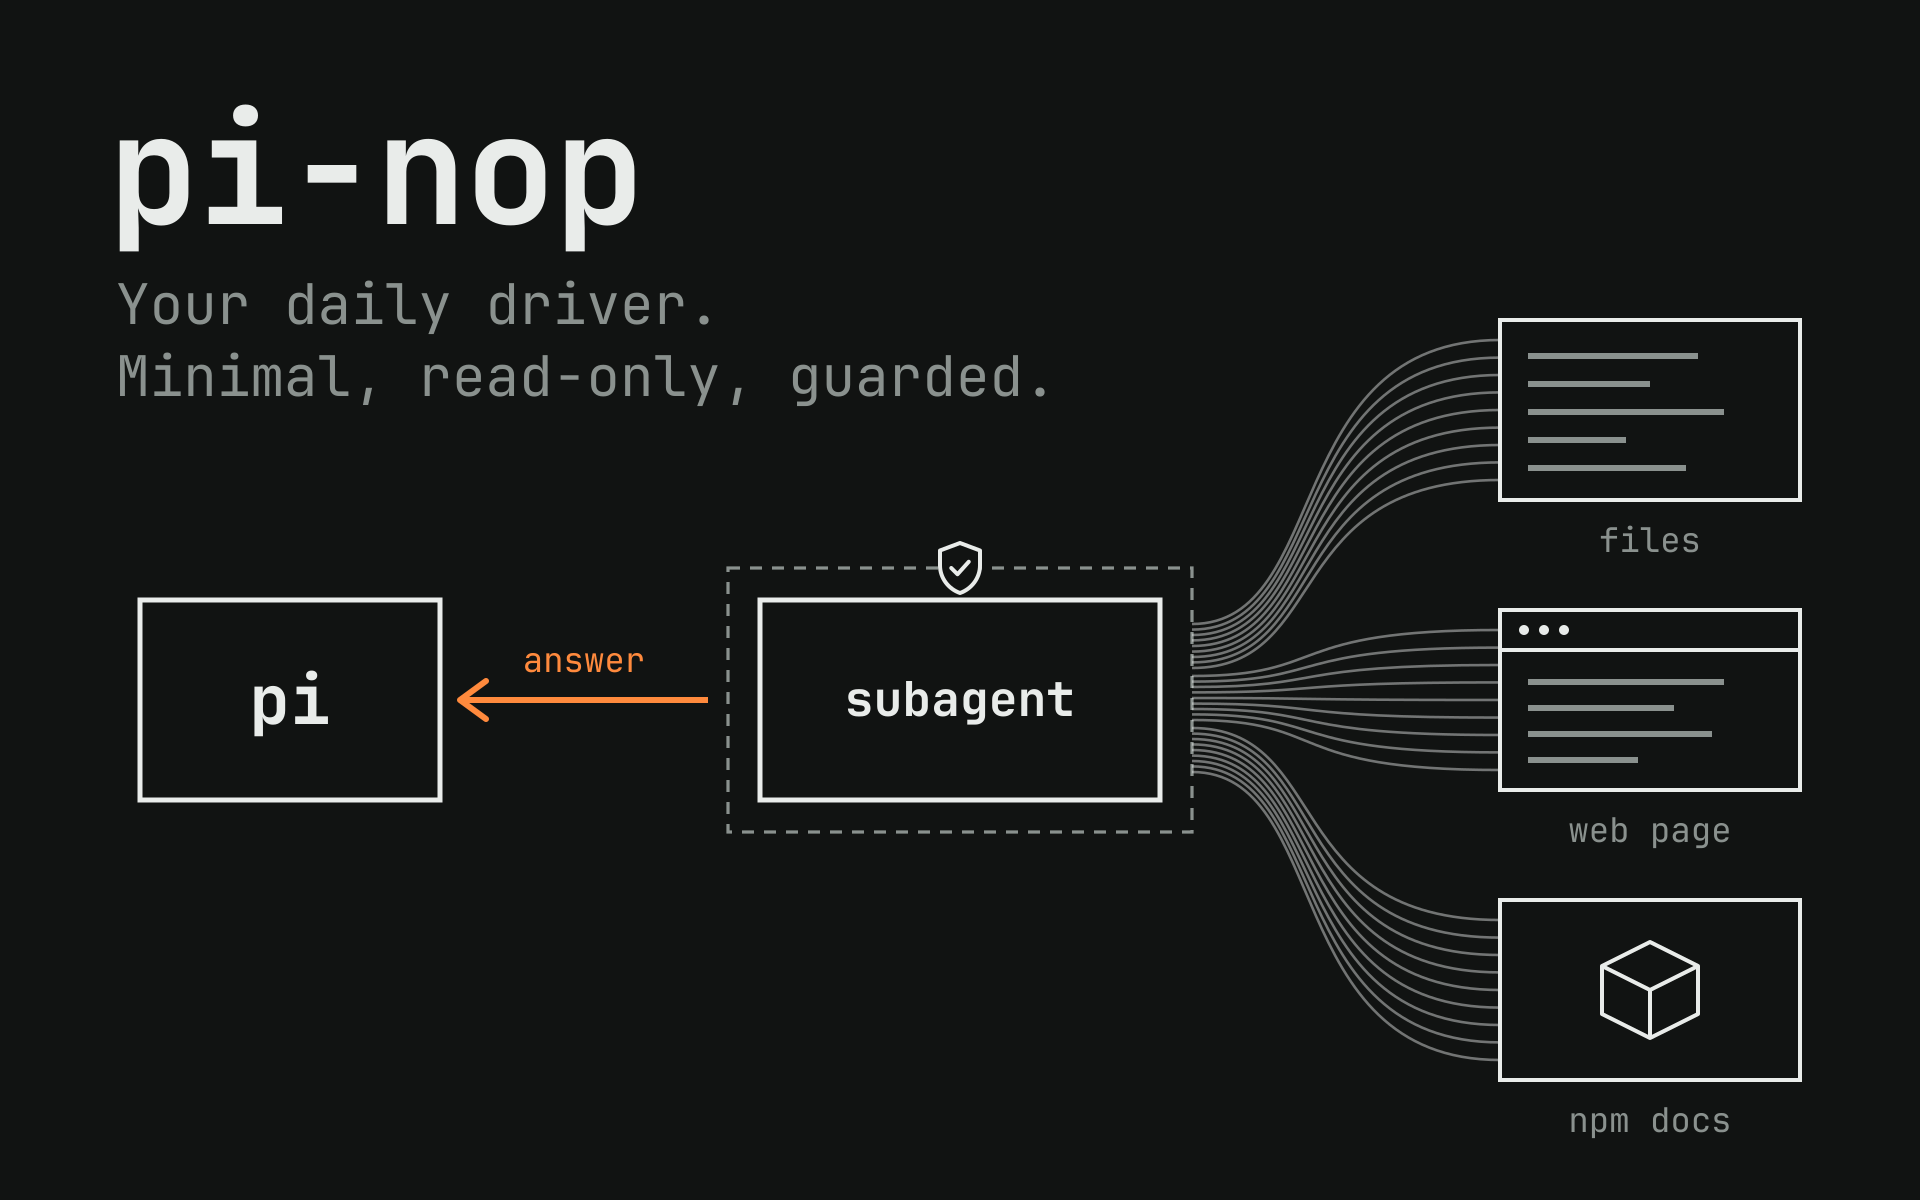 pi-nop
Your daily driver.
Minimal, read-only, guarded.
files
answer
pi
subagent
web page
npm docs